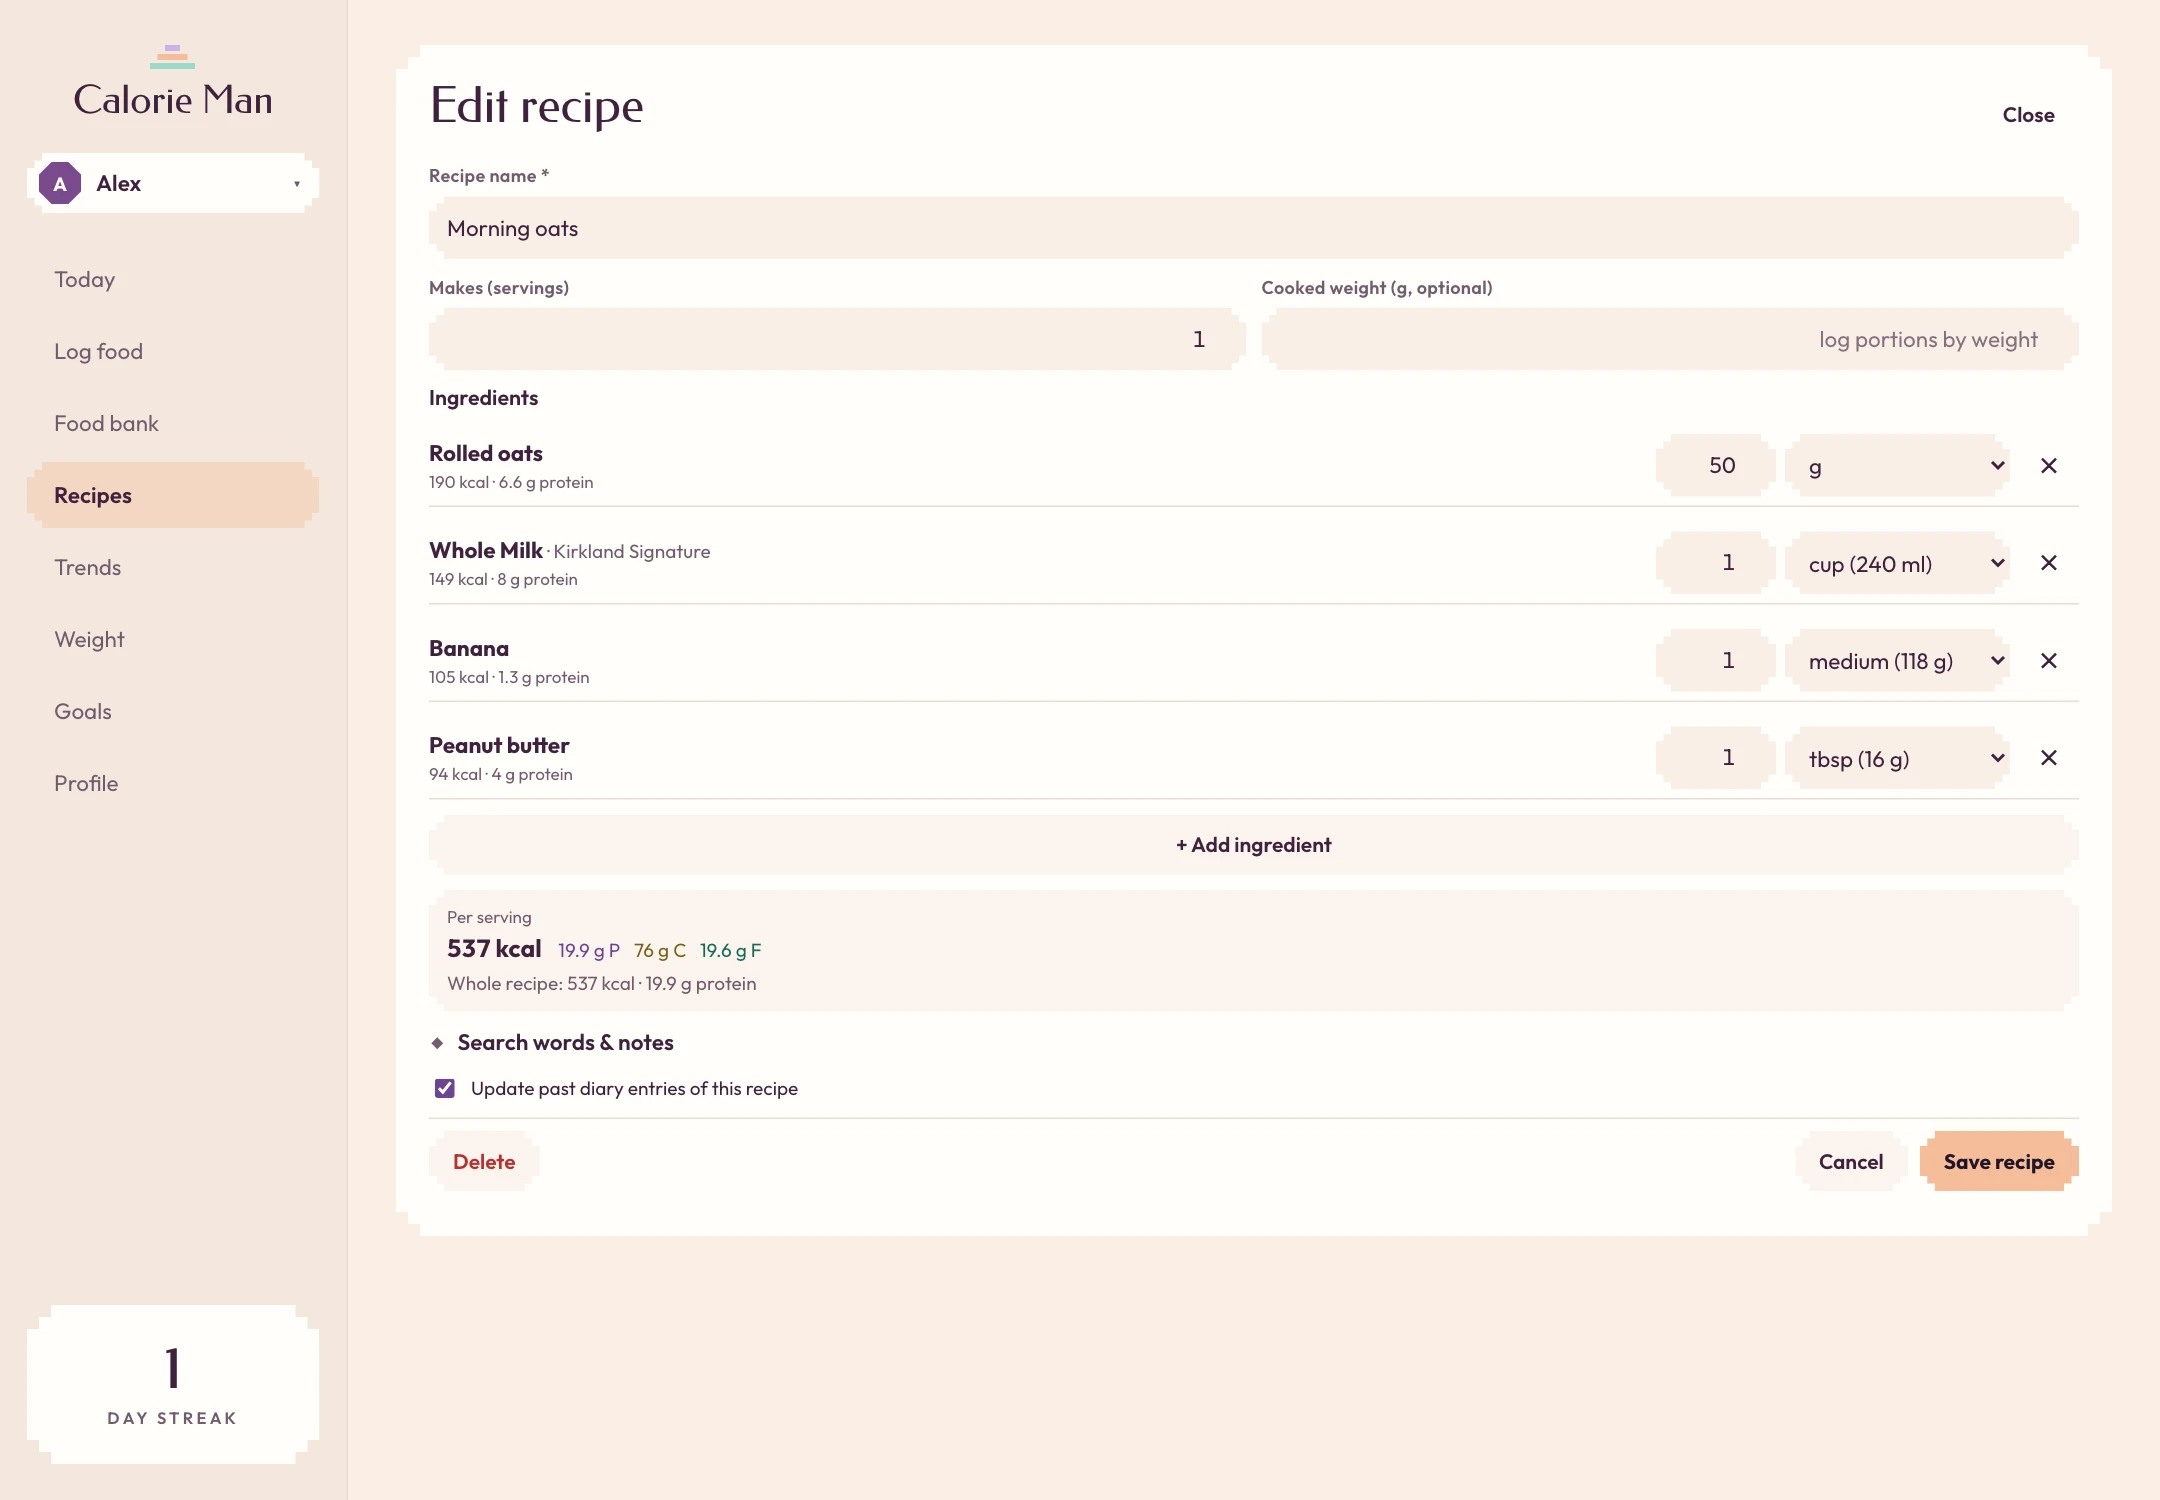 Calorie Man
A Alex
Today
Log food
Food bank
Recipes
Trends
Weight
Goals
Profile
1
DAY STREAK
Edit recipe
Close
Recipe name *
Morning oats
Makes (servings)
1
Cooked weight (g, optional)
log portions by weight
Ingredients
Rolled oats
190 kcal · 6.6 g protein
50
g
Whole Milk · Kirkland Signature
149 kcal · 8 g protein
1
cup (240 ml)
Banana
105 kcal · 1.3 g protein
1
medium (118 g)
Peanut butter
94 kcal · 4 g protein
1
tbsp (16 g)
+ Add ingredient
Per serving
537 kcal 19.9 g P 76 g C 19.6 g F
Whole recipe: 537 kcal · 19.9 g protein
Search words & notes
Update past diary entries of this recipe
Delete
Cancel
Save recipe